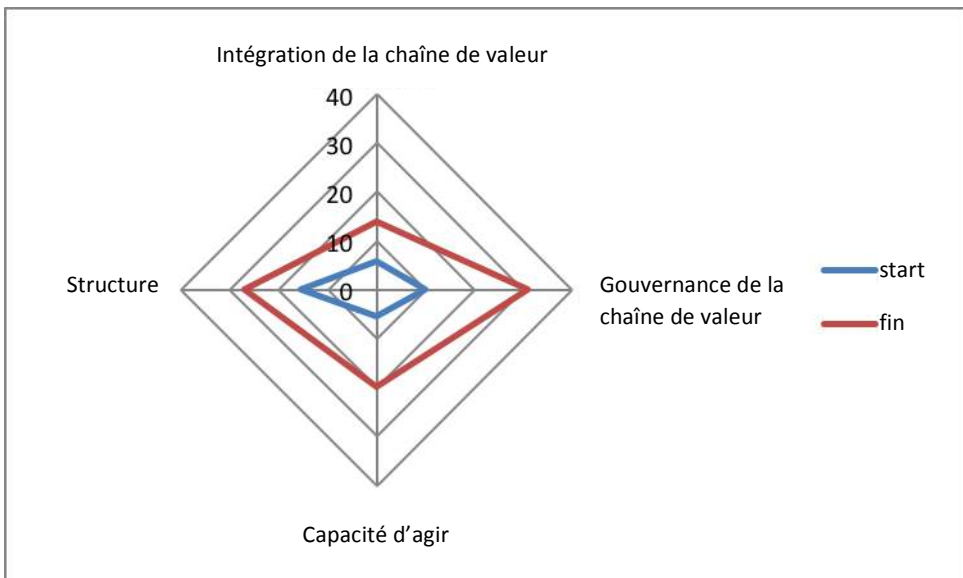 Intégration de la chaîne de valeur
40
30
20
10
0
Structure
Gouvernance de la
chaîne de valeur
start
fin
Capacité d’agir